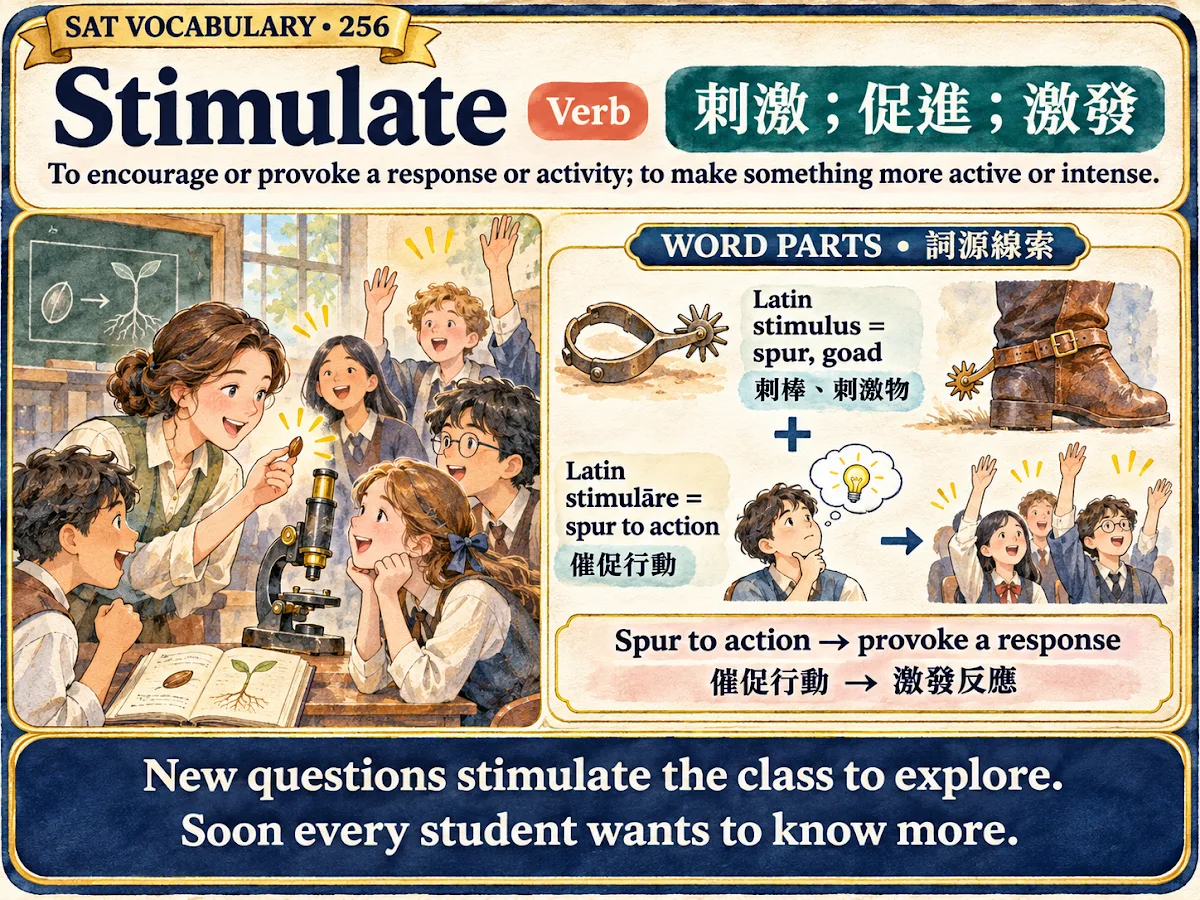 SAT VOCABULARY • 256
Stimulate
Verb
刺激；促進；激發
To encourage or provoke a response or activity; to make something more active or intense.
WORD PARTS • 詞源線索
Latin
stimulus =
spur, goad
刺棒、刺激物
+
Latin
stimulāre =
spur to action
催促行動
Spur to action → provoke a response
催促行動 → 激發反應
New questions stimulate the class to explore.
Soon every student wants to know more.